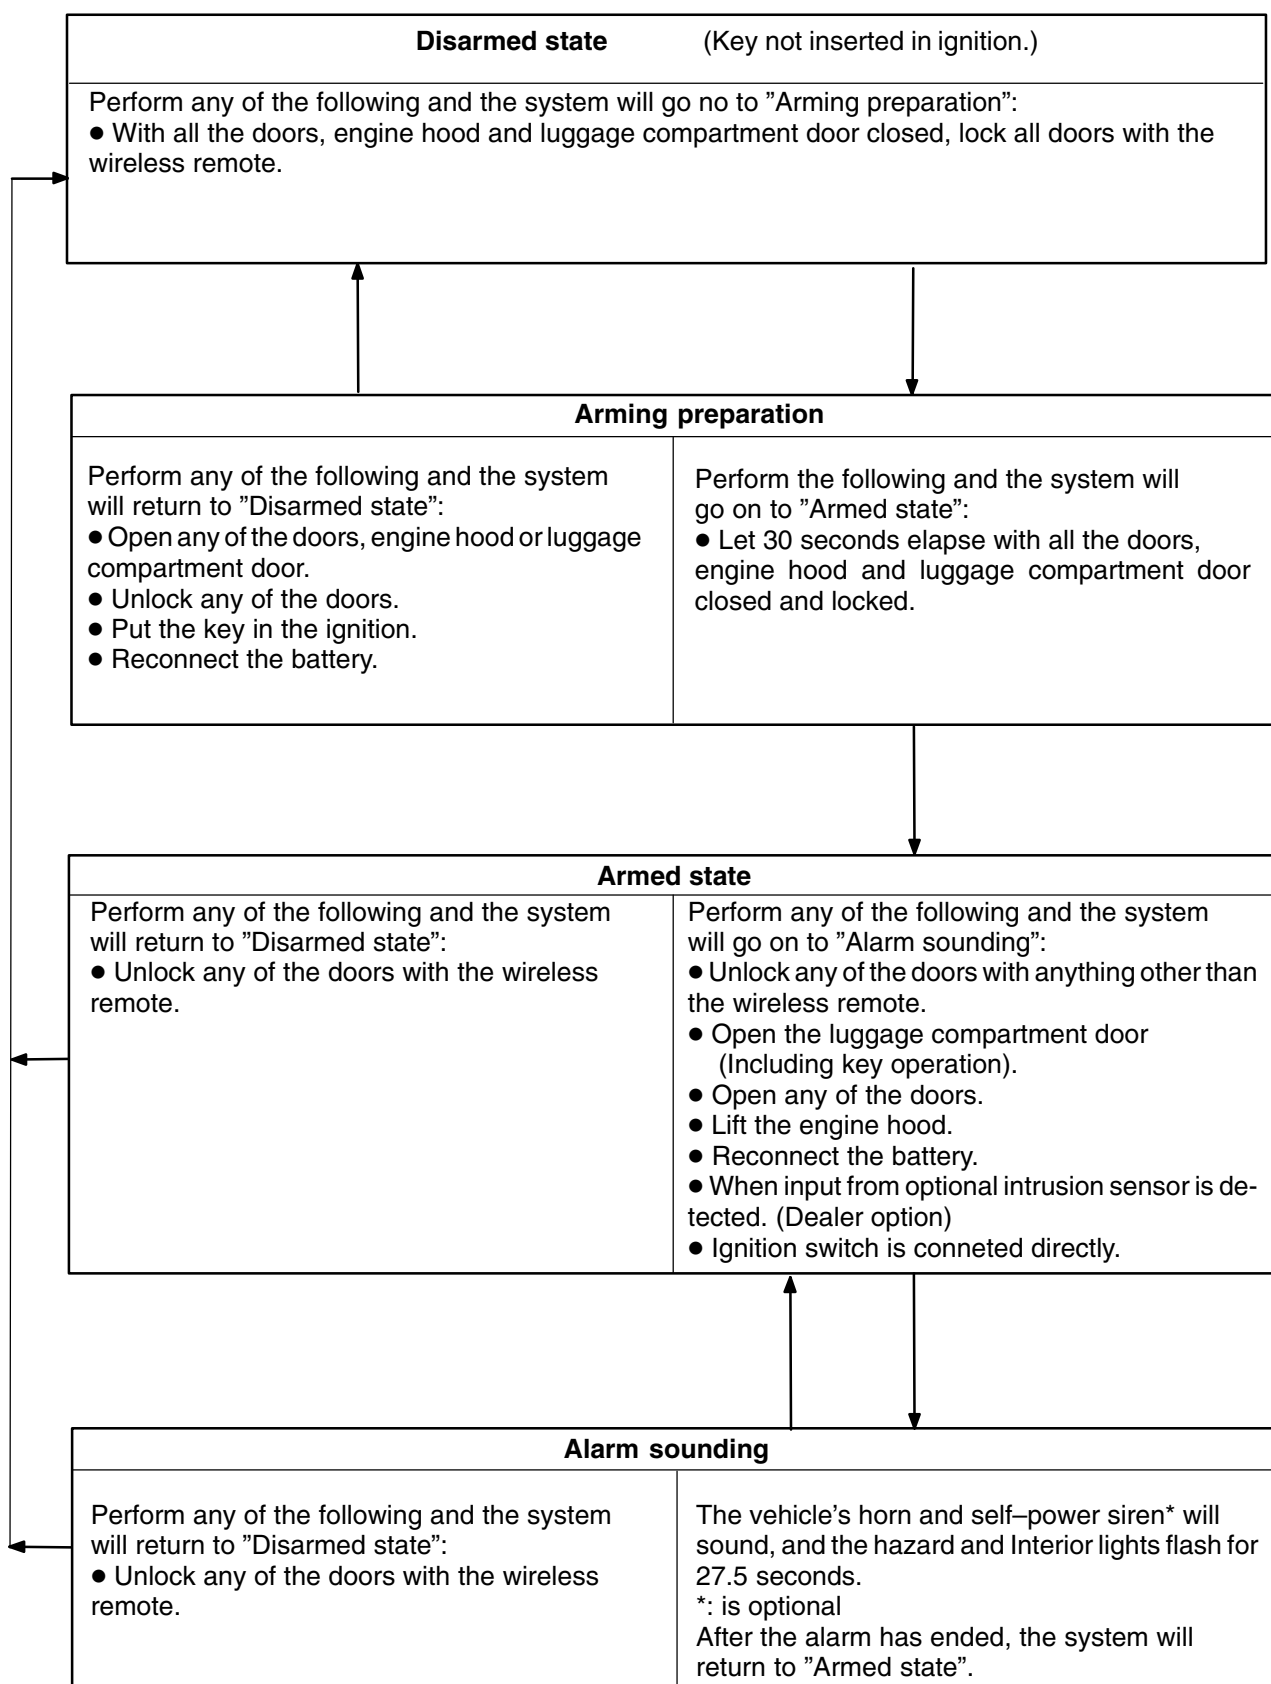 Disarmed state (Key not inserted in ignition.)
Perform any of the following and the system will go no to ”Arming preparation”:
● With all the doors, engine hood and luggage compartment door closed, lock all doors with the
wireless remote.
Arming preparation
Perform any of the following and the system
will return to ”Disarmed state”:
● Open any of the doors, engine hood or luggage
compartment door.
● Unlock any of the doors.
● Put the key in the ignition.
● Reconnect the battery.
Perform the following and the system will
go on to ”Armed state”:
● Let 30 seconds elapse with all the doors,
engine hood and luggage compartment door
closed and locked.
Armed state
Perform any of the following and the system
will return to ”Disarmed state”:
● Unlock any of the doors with the wireless
remote.
Perform any of the following and the system
will go on to ”Alarm sounding”:
● Unlock any of the doors with anything other than
the wireless remote.
● Open the luggage compartment door
(Including key operation).
● Open any of the doors.
● Lift the engine hood.
● Reconnect the battery.
● When input from optional intrusion sensor is de-
tected. (Dealer option)
● Ignition switch is conneted directly.
Alarm sounding
Perform any of the following and the system
will return to ”Disarmed state”:
● Unlock any of the doors with the wireless
remote.
The vehicle’s horn and self–power siren* will
sound, and the hazard and Interior lights flash for
27.5 seconds.
*: is optional
After the alarm has ended, the system will
return to ”Armed state”.